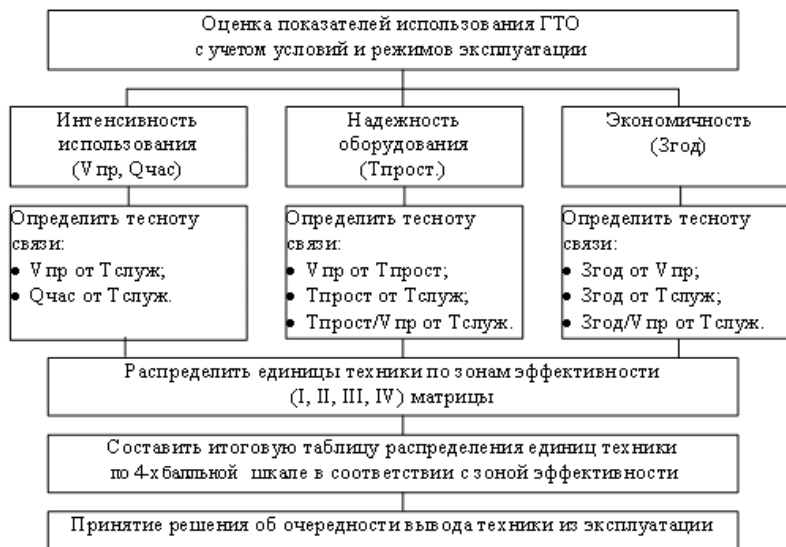 Оценка показателей использования ГТО
с учетом условий и режимов эксплуатации
Интенсивность
использования
(Vпр, Qчас)
Надежность
оборудования
(Тпрост.)
Экономичность
(Згод)
Определить тесноту
связи:
• Vпр от Тслуж;
• Qчас от Тслуж.
Определить тесноту
связи:
• Vпр от Тпрост;
• Тпрост от Тслуж;
• Тпрост/Vпр от Тслуж.
Определить тесноту
связи:
• Згод от Vпр;
• Згод от Тслуж;
• Згод/Vпр от Тслуж.
Распределить единицы техники по зонам эффективности
(I, II, III, IV) матрицы
Составить итоговую таблицу распределения единиц техники
по 4-х балльной шкале в соответствии с зоной эффективности
Принятие решения об очередности вывода техники из эксплуатации